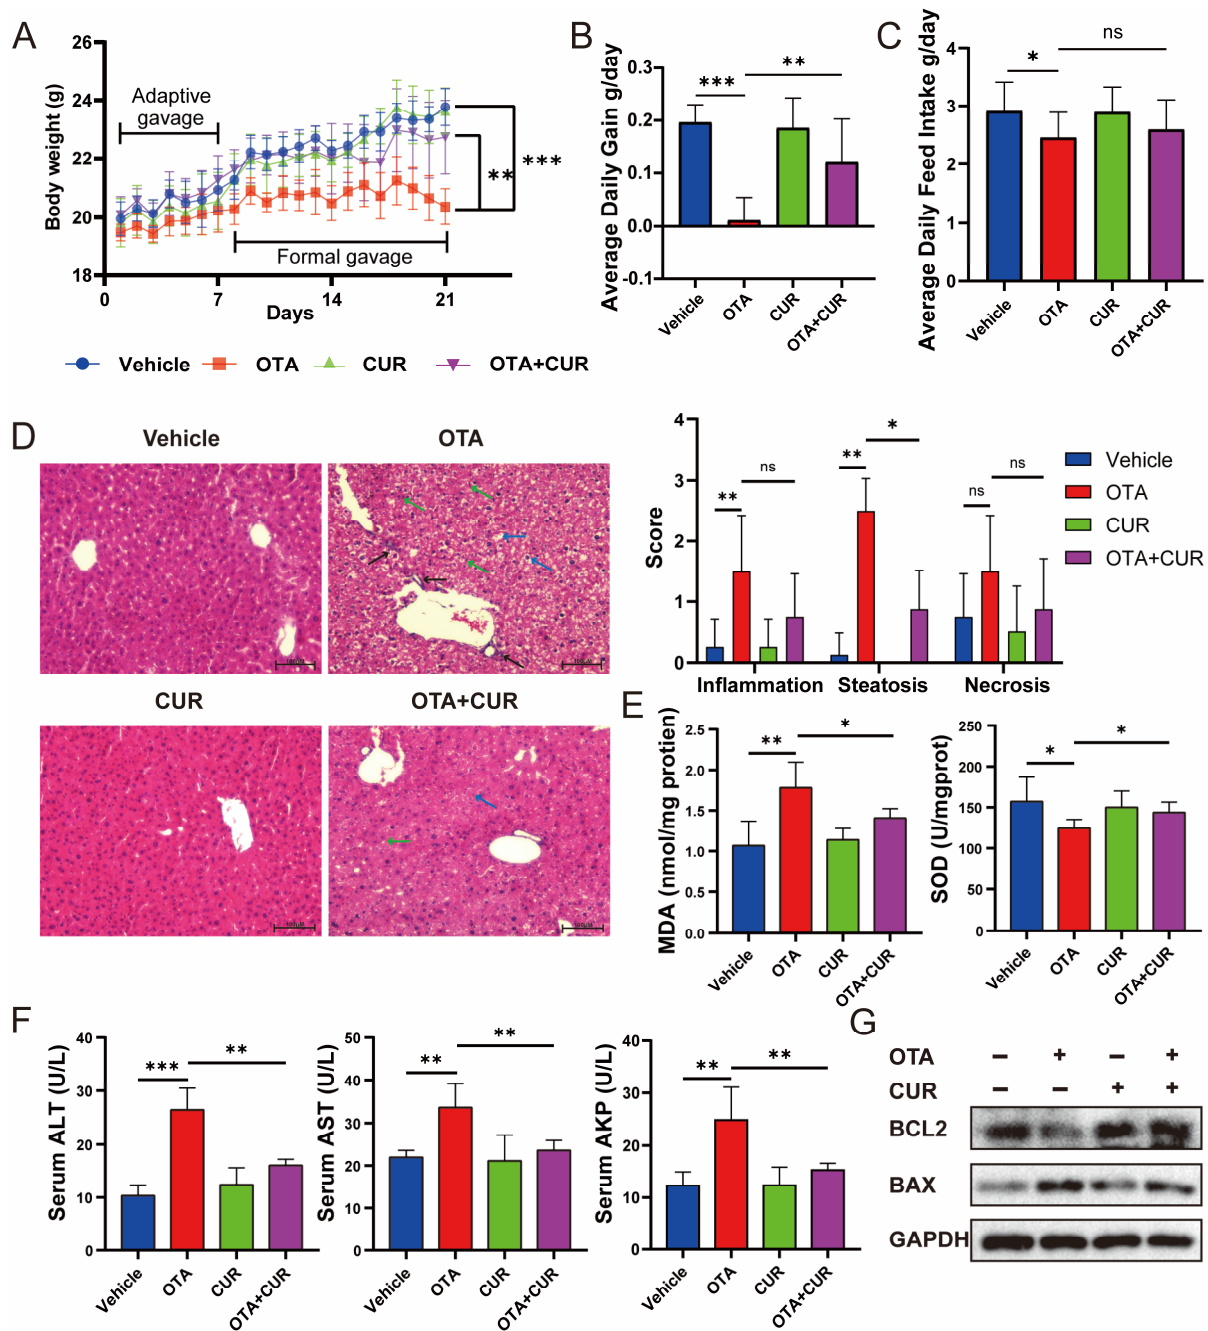 A
Body weight (g)
26
24
22
20
18
Adaptive
gavage
Formal gavage
**
***
0
7
14
21
Days
Vehicle
OTA
CUR
OTA+CUR
B
Average Daily Gain g/day
0.3
0.2
0.1
0.0
-0.1
***
**
Vehicle
OTA
CUR
OTA+CUR
C
Average Daily Feed Intake g/day
4
3
2
1
0
*
ns
Vehicle
OTA
CUR
OTA+CUR
D
Vehicle
OTA
CUR
OTA+CUR
Score
4
3
2
1
0
**
ns
**
*
ns
ns
Inflammation
Steatosis
Necrosis
Vehicle
OTA
CUR
OTA+CUR
E
MDA (nmol/mg protien)
2.5
2.0
1.5
1.0
0.5
0.0
**
*
Vehicle
OTA
CUR
OTA+CUR
SOD (U/mgprot)
250
200
150
100
50
0
*
*
Vehicle
OTA
CUR
OTA+CUR
F
Serum ALT (U/L)
40
30
20
10
0
***
**
Vehicle
OTA
CUR
OTA+CUR
Serum AST (U/L)
50
40
30
20
10
0
**
**
Vehicle
OTA
CUR
OTA+CUR
Serum AKP (U/L)
40
30
20
10
0
**
**
Vehicle
OTA
CUR
OTA+CUR
G
OTA − + − +
CUR − − + +
BCL2
BAX
GAPDH